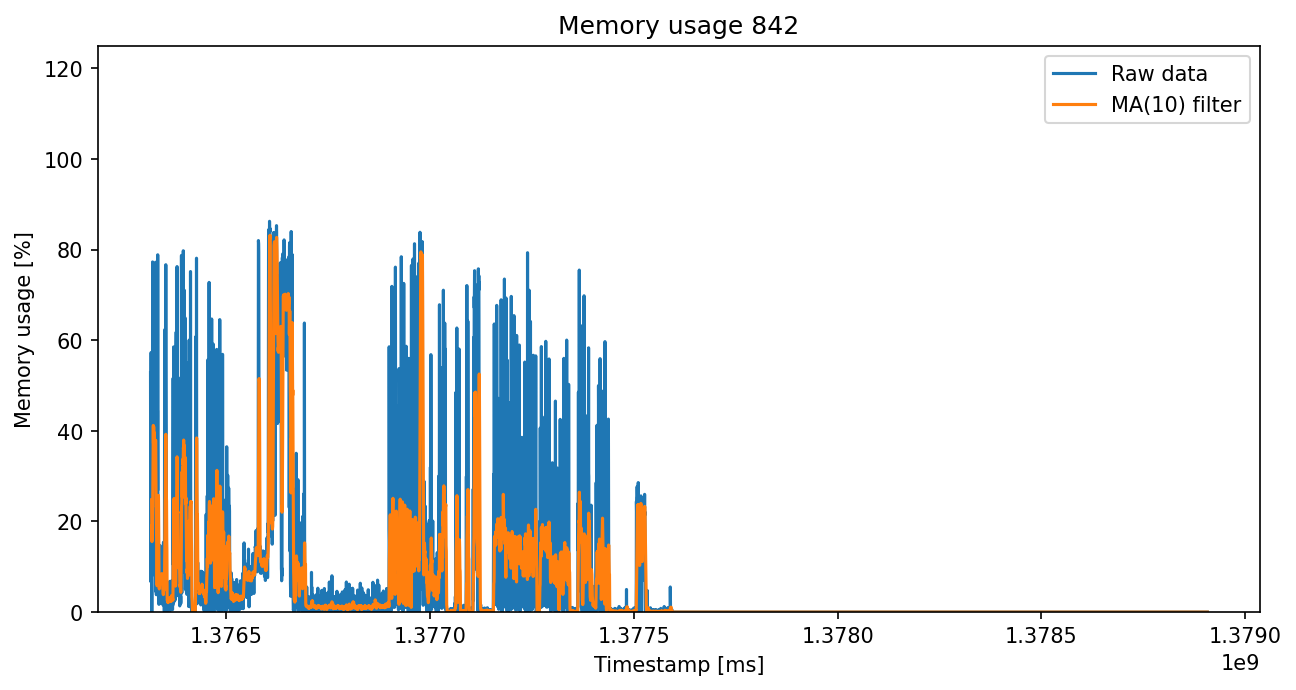 Memory usage 842
120
100
80
60
40
20
0
Memory usage [%]
Raw data
MA(10) filter
1.3765
1.3770
1.3775
1.3780
1.3785
1.3790
1e9
Timestamp [ms]